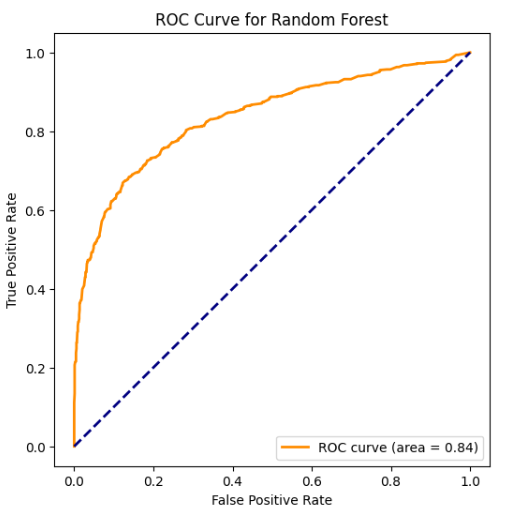 ROC Curve for Random Forest
True Positive Rate
1.0
0.8
0.6
0.4
0.2
0.0
ROC curve (area = 0.84)
0.0 0.2 0.4 0.6 0.8 1.0
False Positive Rate